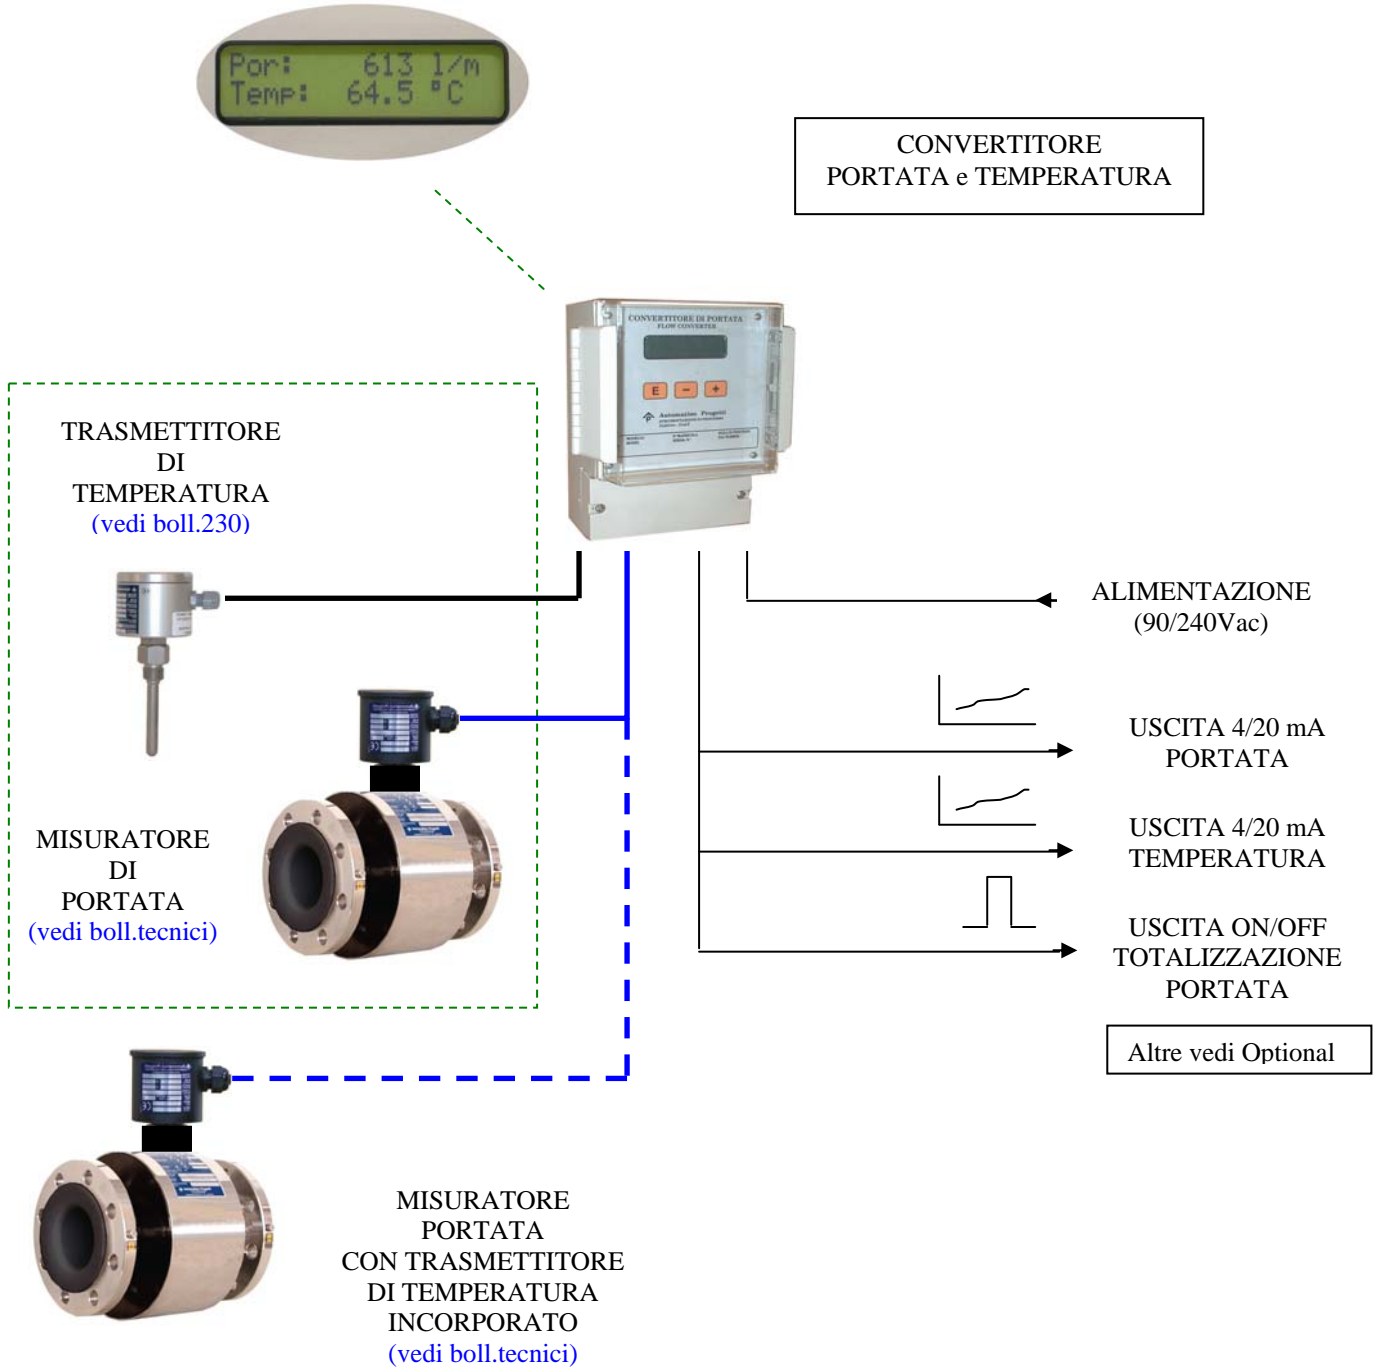 Por: 613 l/m
Temp: 64.5 °C
CONVERTITORE
PORTATA e TEMPERATURA
CONVERTITORE DI PORTATA
FLOW CONVERTER
E - +
Automation Progetti
TRASMETTITORE
DI
TEMPERATURA
(vedi boll.230)
ALIMENTAZIONE
(90/240Vac)
USCITA 4/20 mA
PORTATA
USCITA 4/20 mA
TEMPERATURA
MISURATORE
DI
PORTATA
(vedi boll.tecnici)
USCITA ON/OFF
TOTALIZZAZIONE
PORTATA
Altre vedi Optional
MISURATORE
PORTATA
CON TRASMETTITORE
DI TEMPERATURA
INCORPORATO
(vedi boll.tecnici)